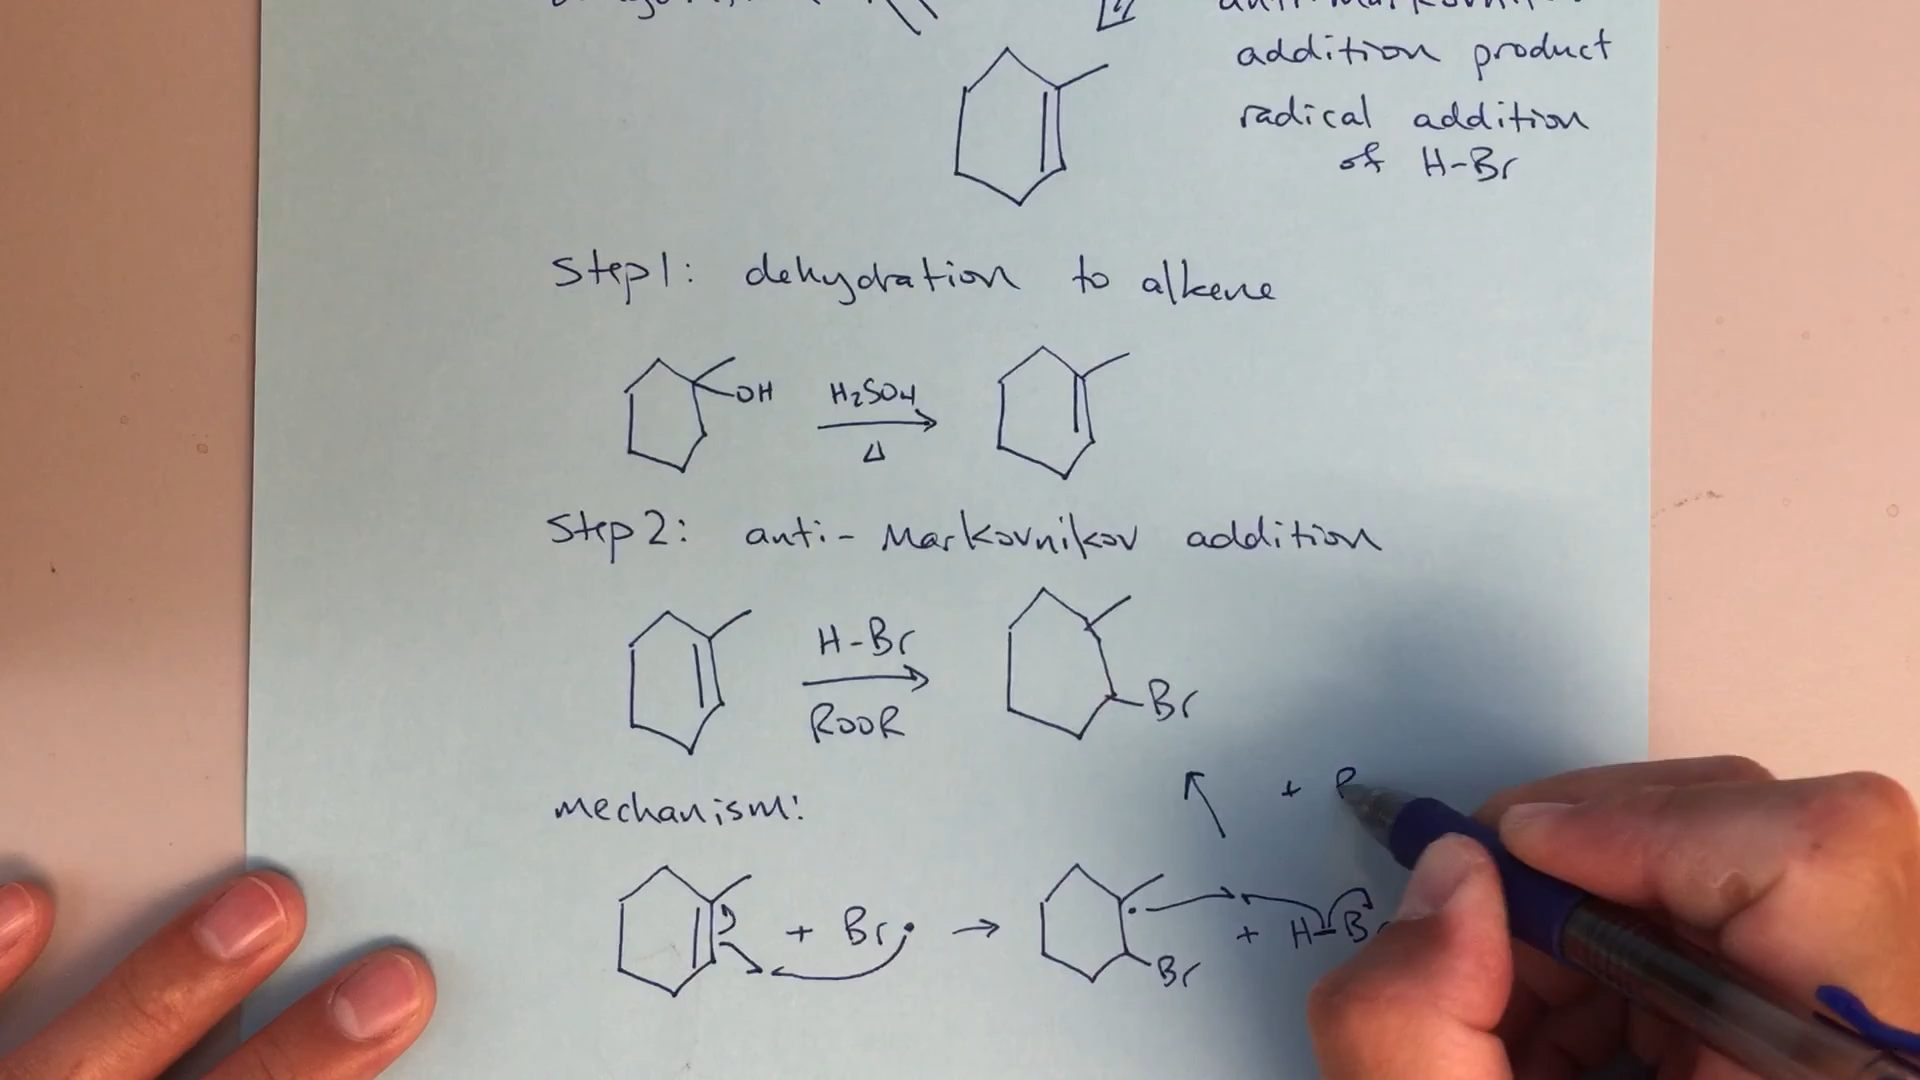 addition product
radical addition
of H-Br
Step 1: dehydration to alkene
OH H₂SO4
Δ
Step 2: anti-Markovnikov addition
H-Br
ROOR
Br
+
mechanism:
+ Br• → • + H-Br
Br